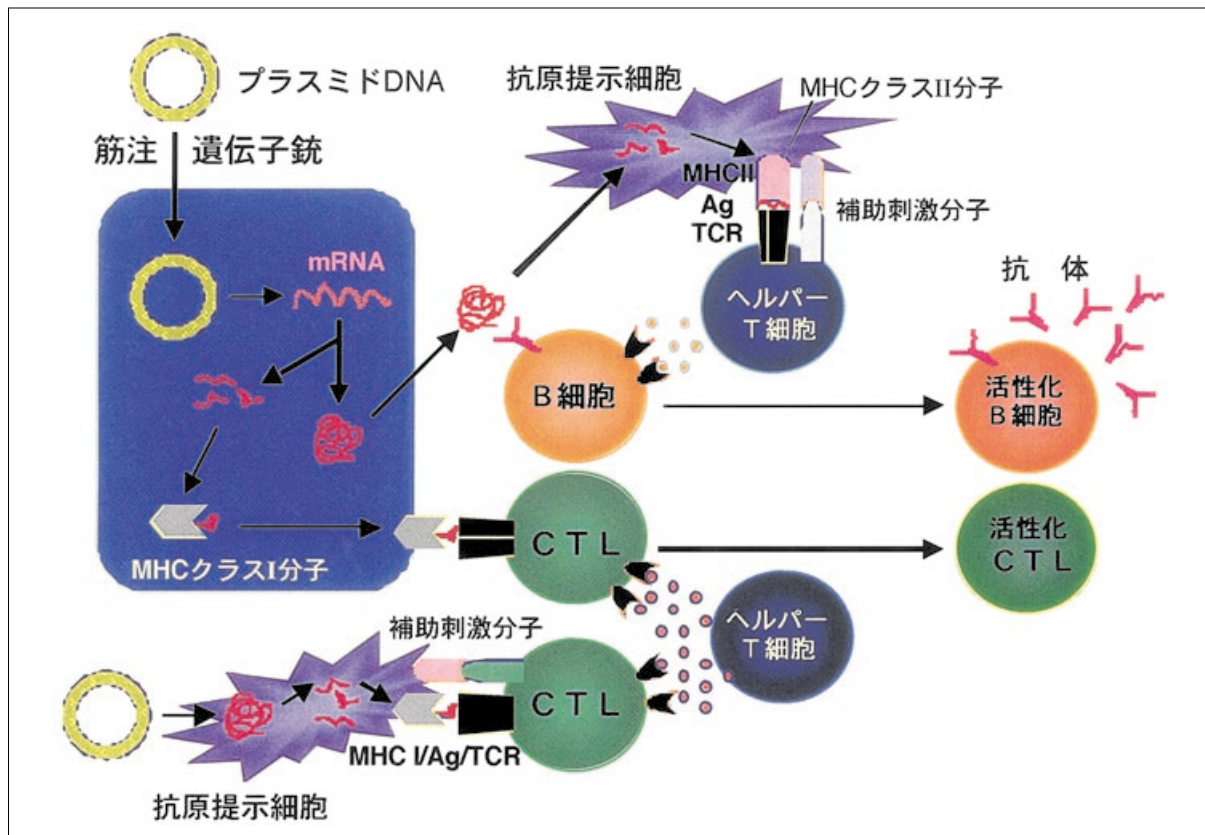 プラスミドDNA
筋注
遺伝子銃
mRNA
MHCクラスI分子
抗原提示細胞
MHCクラスII分子
MHCII
Ag
TCR
補助刺激分子
ヘルパー
T細胞
B細胞
抗 体
活性化
B細胞
CTL
活性化
CTL
ヘルパー
T細胞
補助刺激分子
CTL
MHC I/Ag/TCR
抗原提示細胞